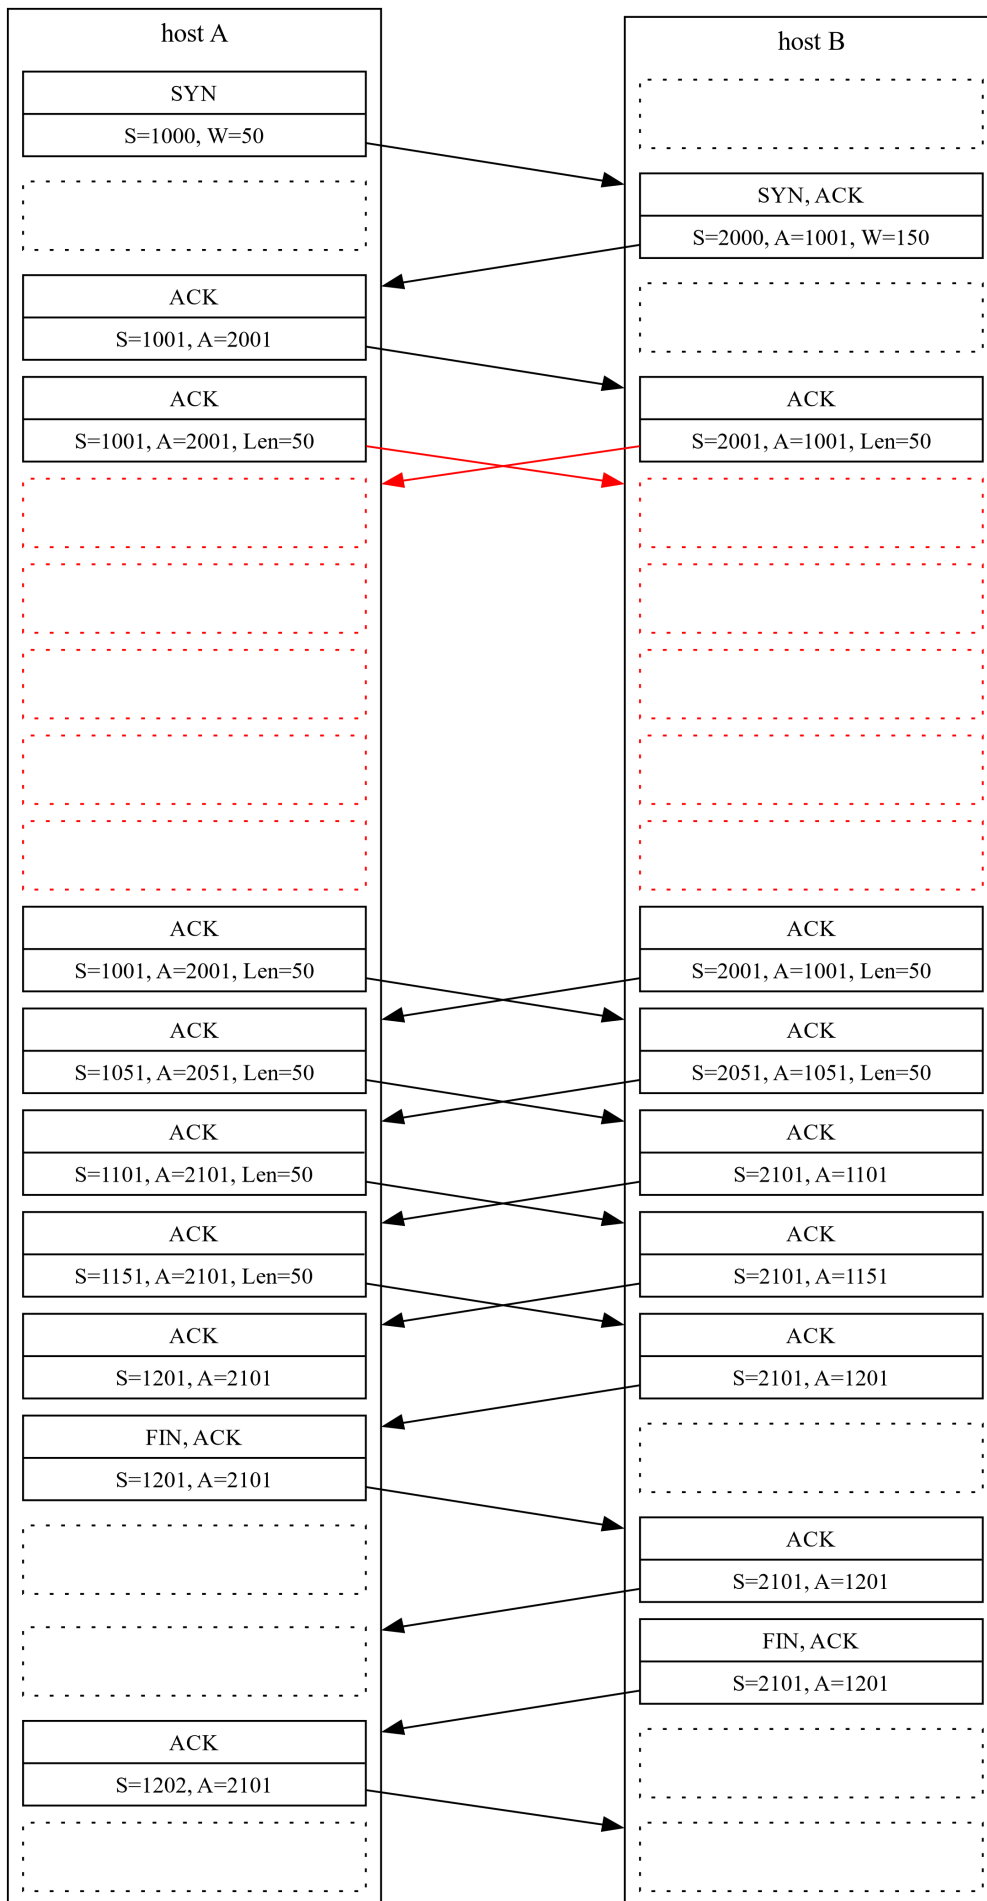 host A
host B
SYN
S=1000, W=50
SYN, ACK
S=2000, A=1001, W=150
ACK
S=1001, A=2001
ACK
S=1001, A=2001, Len=50
ACK
S=2001, A=1001, Len=50
ACK
S=1001, A=2001, Len=50
ACK
S=2001, A=1001, Len=50
ACK
S=1051, A=2051, Len=50
ACK
S=2051, A=1051, Len=50
ACK
S=1101, A=2101, Len=50
ACK
S=2101, A=1101
ACK
S=1151, A=2101, Len=50
ACK
S=2101, A=1151
ACK
S=1201, A=2101
ACK
S=2101, A=1201
FIN, ACK
S=1201, A=2101
ACK
S=2101, A=1201
FIN, ACK
S=2101, A=1201
ACK
S=1202, A=2101